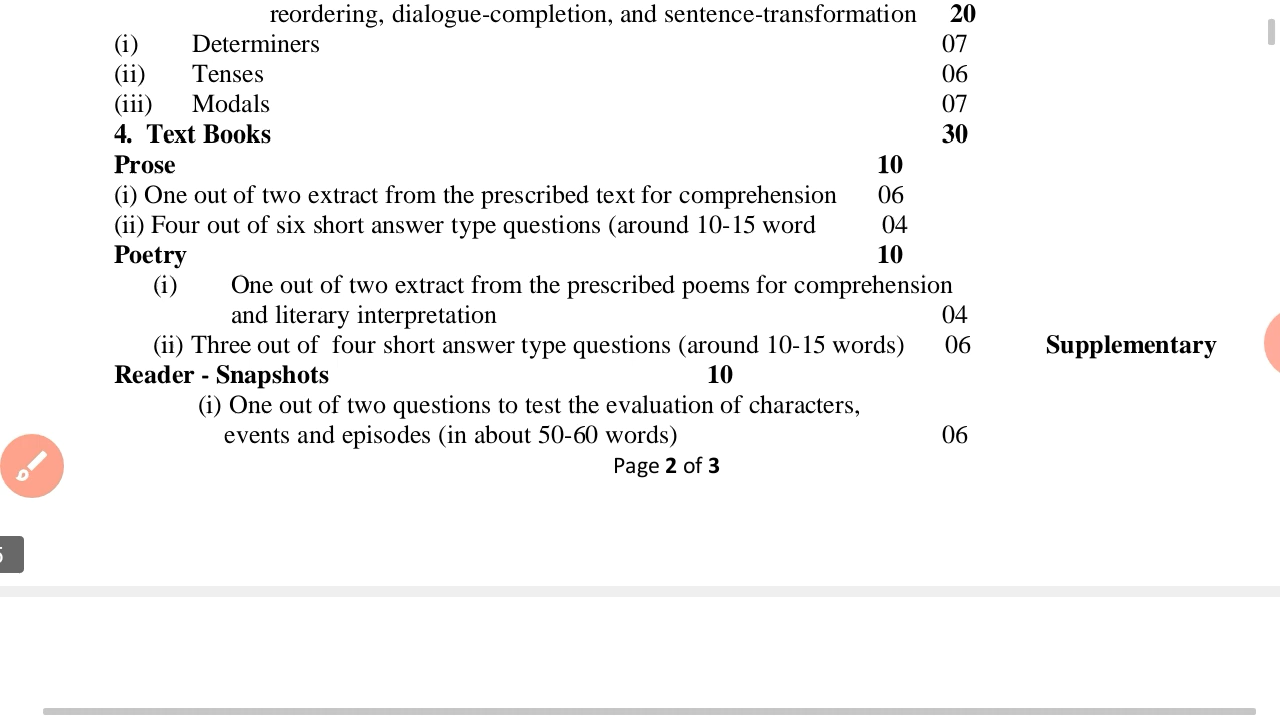 reordering, dialogue-completion, and sentence-transformation 20
(i) Determiners 07
(ii) Tenses 06
(iii) Modals 07
4. Text Books 30
Prose 10
(i) One out of two extract from the prescribed text for comprehension 06
(ii) Four out of six short answer type questions (around 10-15 word 04
Poetry 10
(i) One out of two extract from the prescribed poems for comprehension
and literary interpretation 04
(ii) Three out of four short answer type questions (around 10-15 words) 06 Supplementary
Reader - Snapshots 10
(i) One out of two questions to test the evaluation of characters,
events and episodes (in about 50-60 words) 06
Page 2 of 3